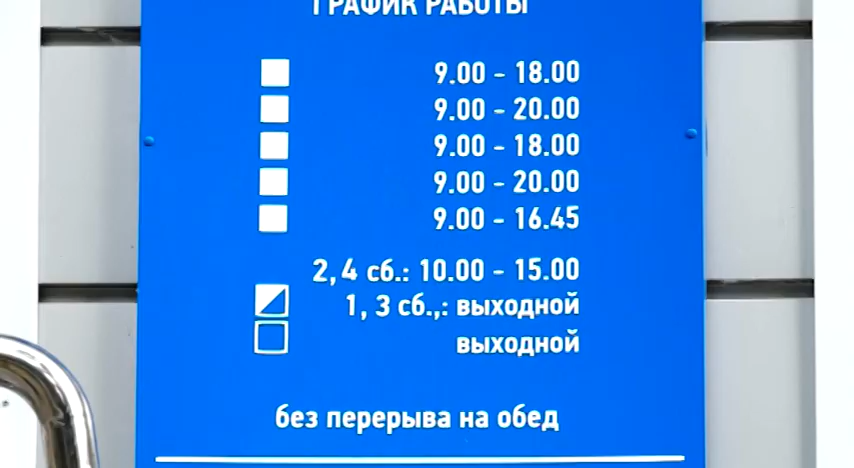 ГРАФИК РАБОТЫ
9.00 - 18.00
9.00 - 20.00
9.00 - 18.00
9.00 - 20.00
9.00 - 16.45
2, 4 сб.: 10.00 - 15.00
1, 3 сб.,: выходной
выходной
без перерыва на обед